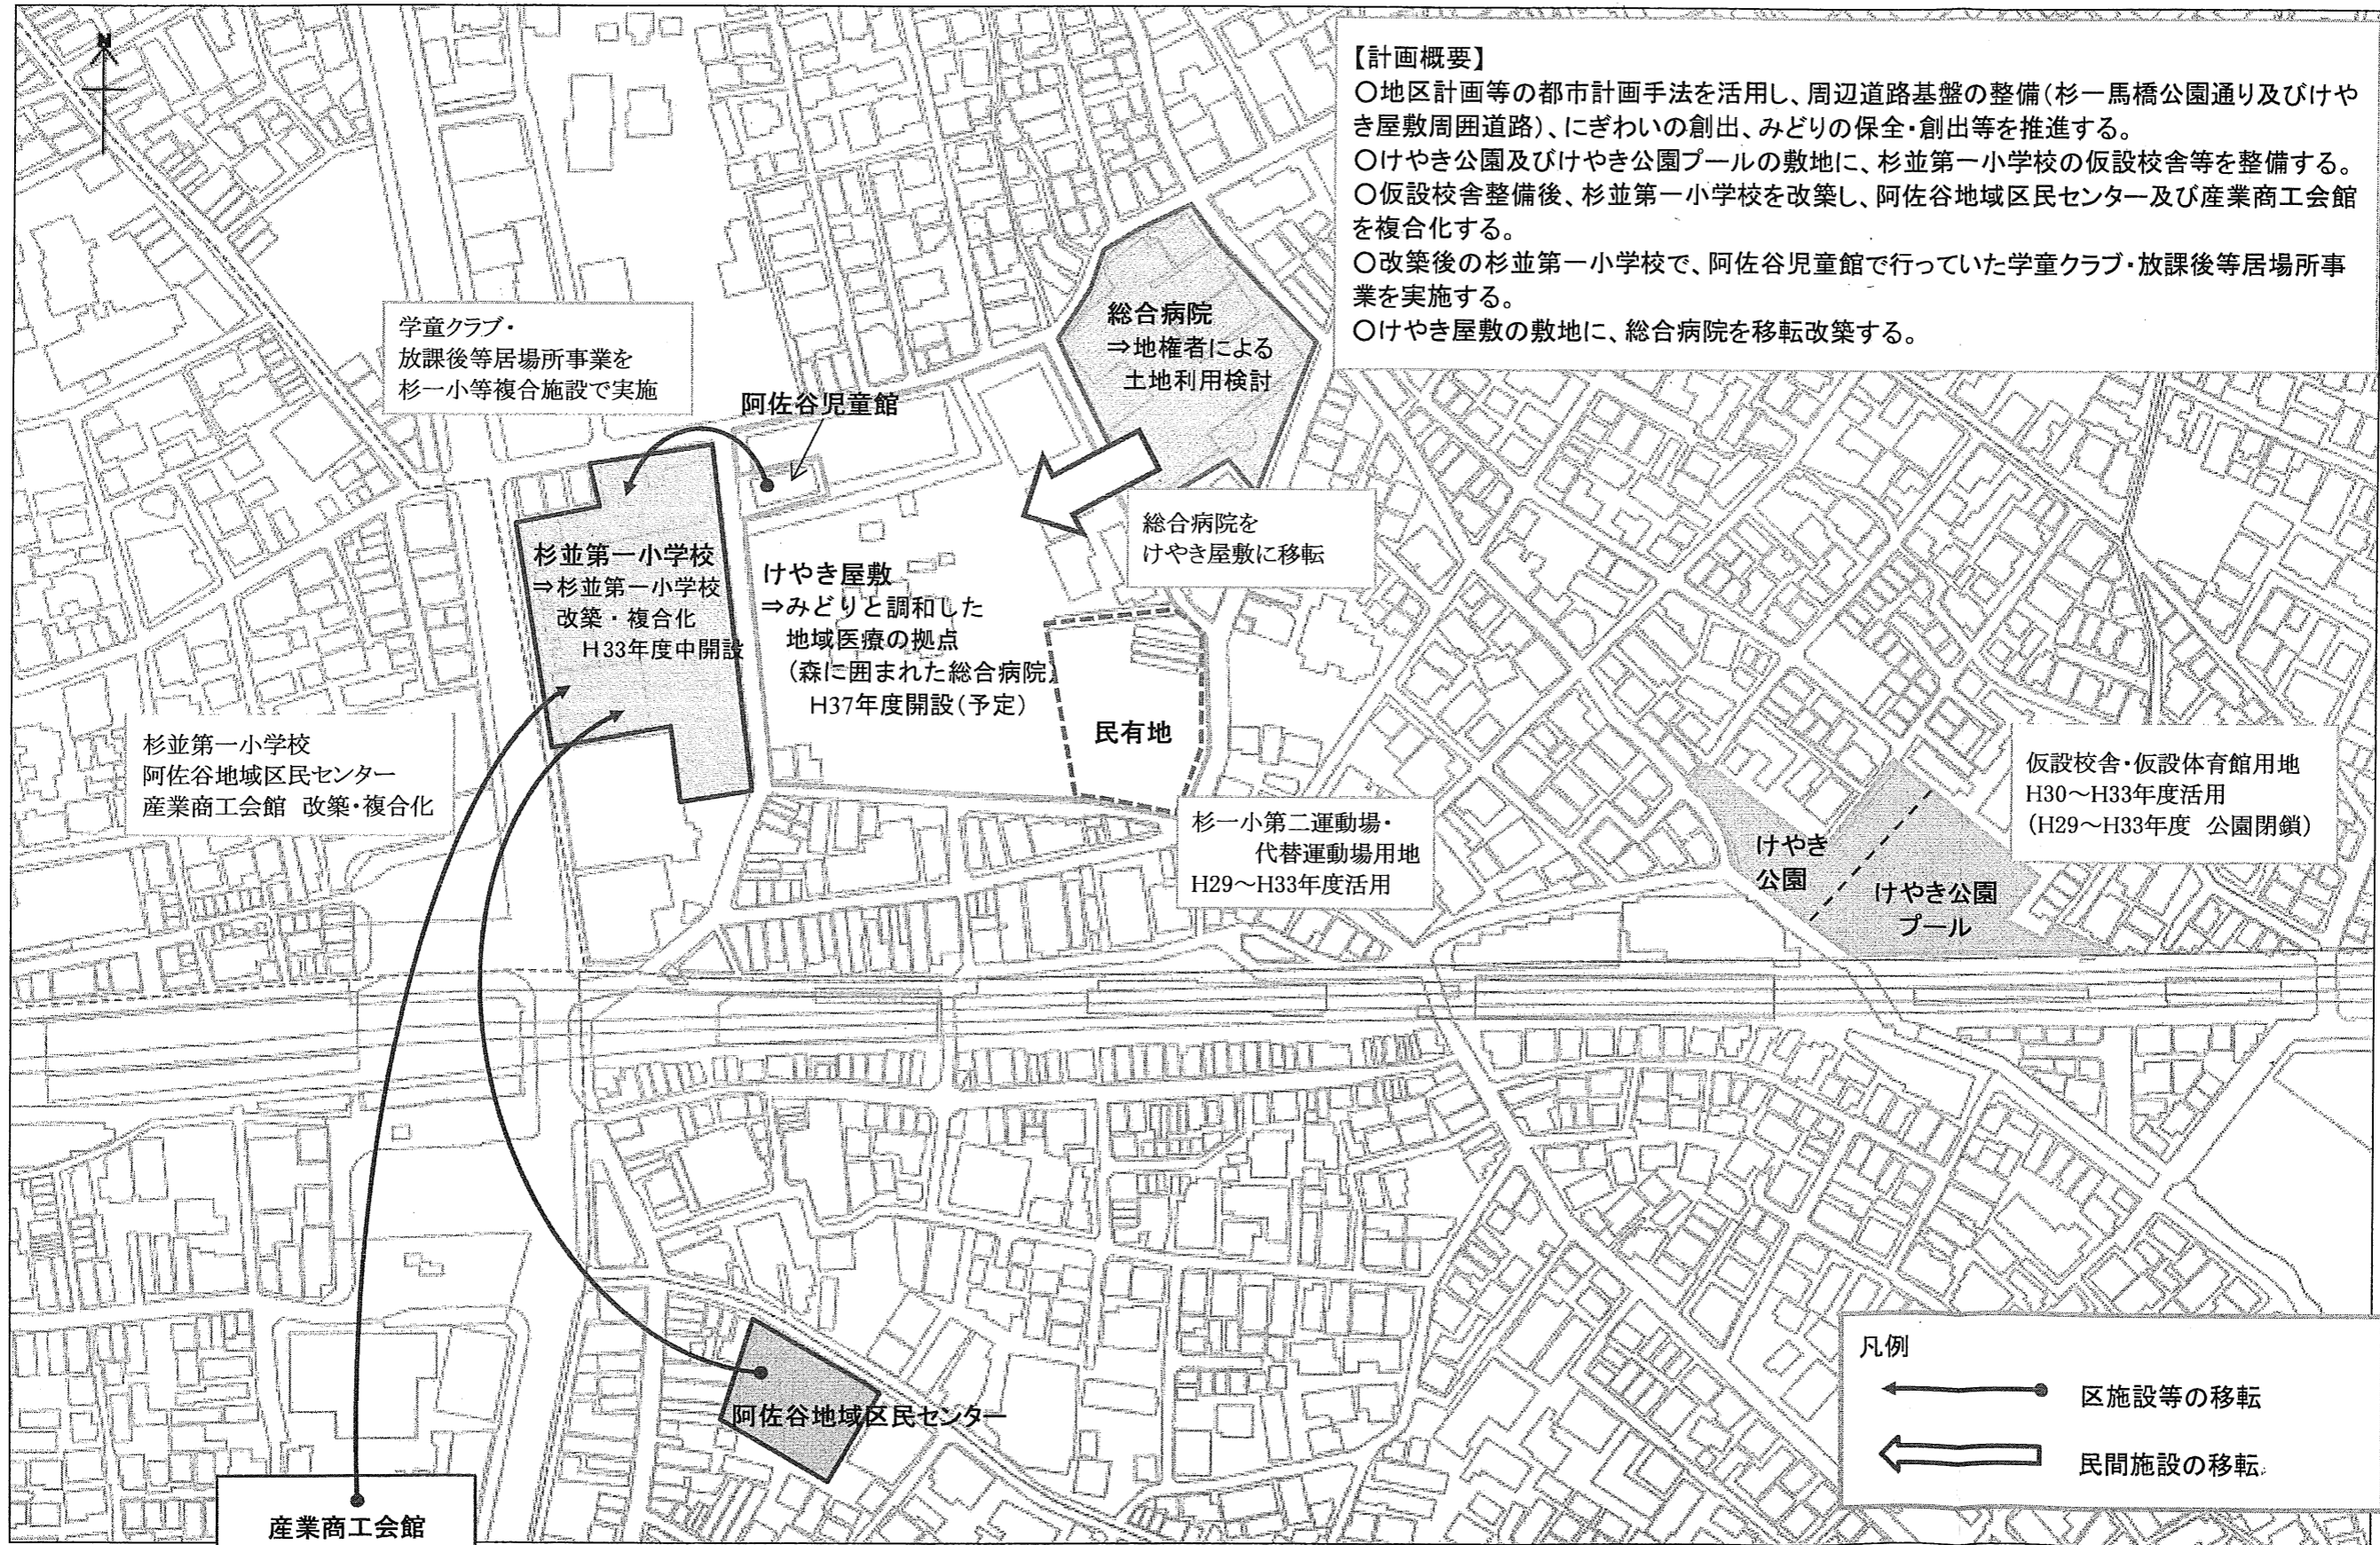 N
【計画概要】
〇地区計画等の都市計画手法を活用し、周辺道路基盤の整備(杉一馬橋公園通り及びけや
き屋敷周囲道路)、にぎわいの創出、みどりの保全・創出等を推進する。
〇けやき公園及びけやき公園プールの敷地に、杉並第一小学校の仮設校舎等を整備する。
〇仮設校舎整備後、杉並第一小学校を改築し、阿佐谷地域区民センター及び産業商工会館
を複合化する。
〇改築後の杉並第一小学校で、阿佐谷児童館で行っていた学童クラブ・放課後等居場所事
業を実施する。
〇けやき屋敷の敷地に、総合病院を移転改築する。
学童クラブ・
放課後等居場所事業を
杉一小等複合施設で実施
阿佐谷児童館
総合病院
⇒地権者による
土地利用検討
総合病院を
けやき屋敷に移転
杉並第一小学校
⇒杉並第一小学校
改築・複合化
H33年度中開設
けやき屋敷
⇒みどりと調和した
地域医療の拠点
(森に囲まれた総合病院)
H37年度開設(予定)
民有地
杉並第一小学校
阿佐谷地域区民センター
産業商工会館 改築・複合化
杉一小第二運動場・
代替運動場用地
H29～H33年度活用
仮設校舎・仮設体育館用地
H30～H33年度活用
(H29～H33年度 公園閉鎖)
けやき
公園
けやき公園
プール
阿佐谷地域区民センター
産業商工会館
凡例
区施設等の移転
民間施設の移転